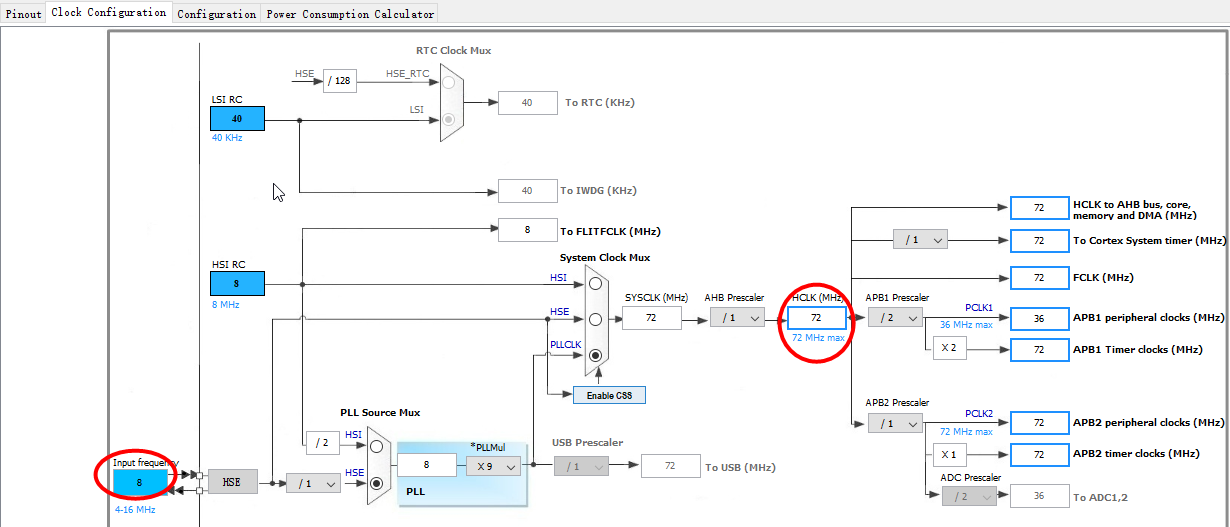 Pinout Clock Configuration Configuration Power Consumption Calculator
RTC Clock Mux
HSE / 128 HSE_RTC
LSI RC
40
40 KHz
LSI
40 To RTC (KHz)
40 To IWDG (KHz)
8 To FLITFCLK (MHz)
HSI RC
8
8 MHz
System Clock Mux
HSI
HSE
PLLCLK
Enable CSS
SYSCLK (MHz)
72
AHB Prescaler
/ 1
HCLK (MHz)
72
72 MHz max
72 HCLK to AHB bus, core,
memory and DMA (MHz)
/ 1 72 To Cortex System timer (MHz)
72 FCLK (MHz)
APB1 Prescaler
/ 2
PCLK1
36 MHz max
36 APB1 peripheral clocks (MHz)
X 2 72 APB1 Timer clocks (MHz)
APB2 Prescaler
/ 1
PCLK2
72 MHz max
72 APB2 peripheral clocks (MHz)
X 1 72 APB2 timer clocks (MHz)
ADC Prescaler
/ 2 36 To ADC1,2
PLL Source Mux
/ 2 HSI
Input frequency
8
4-16 MHz
HSE
/ 1 HSE
8
*PLLMul
X 9
PLL
USB Prescaler
/ 1 72 To USB (MHz)